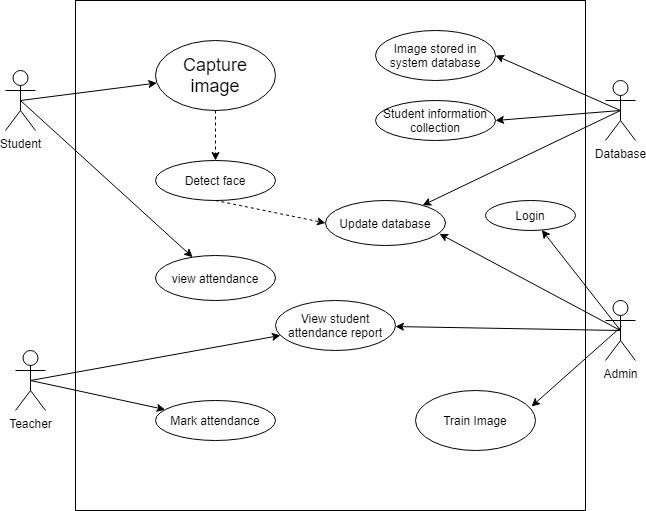 Capture
image
Image stored in
system database
Student information
collection
Student
Database
Detect face
Update database
Login
view attendance
View student
attendance report
Admin
Teacher
Mark attendance
Train Image